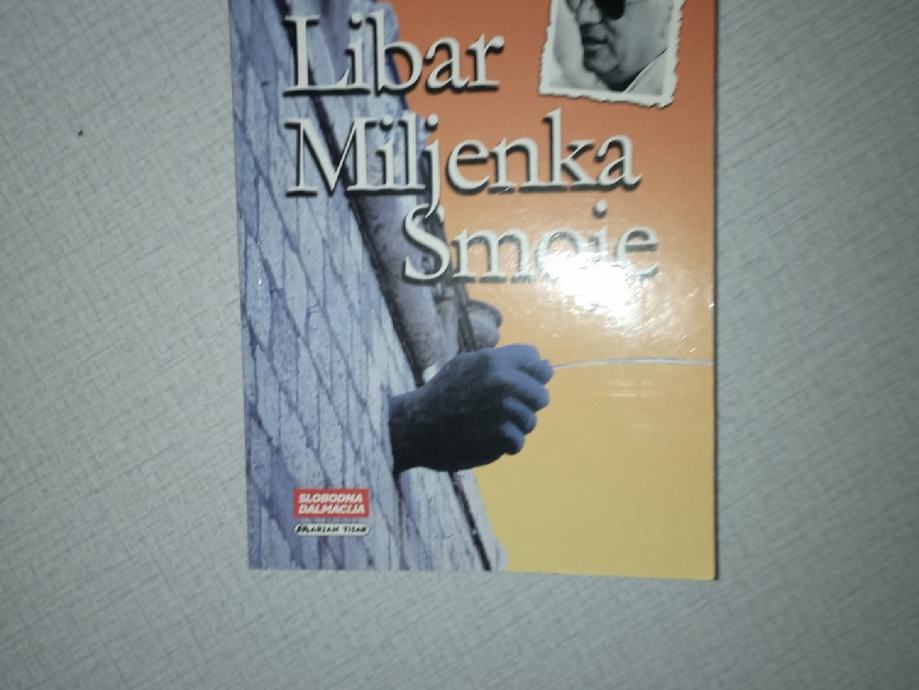 Libar
Miljenka
Smoje
SLOBODNA
DALMACIJA
MARJAN TISAK